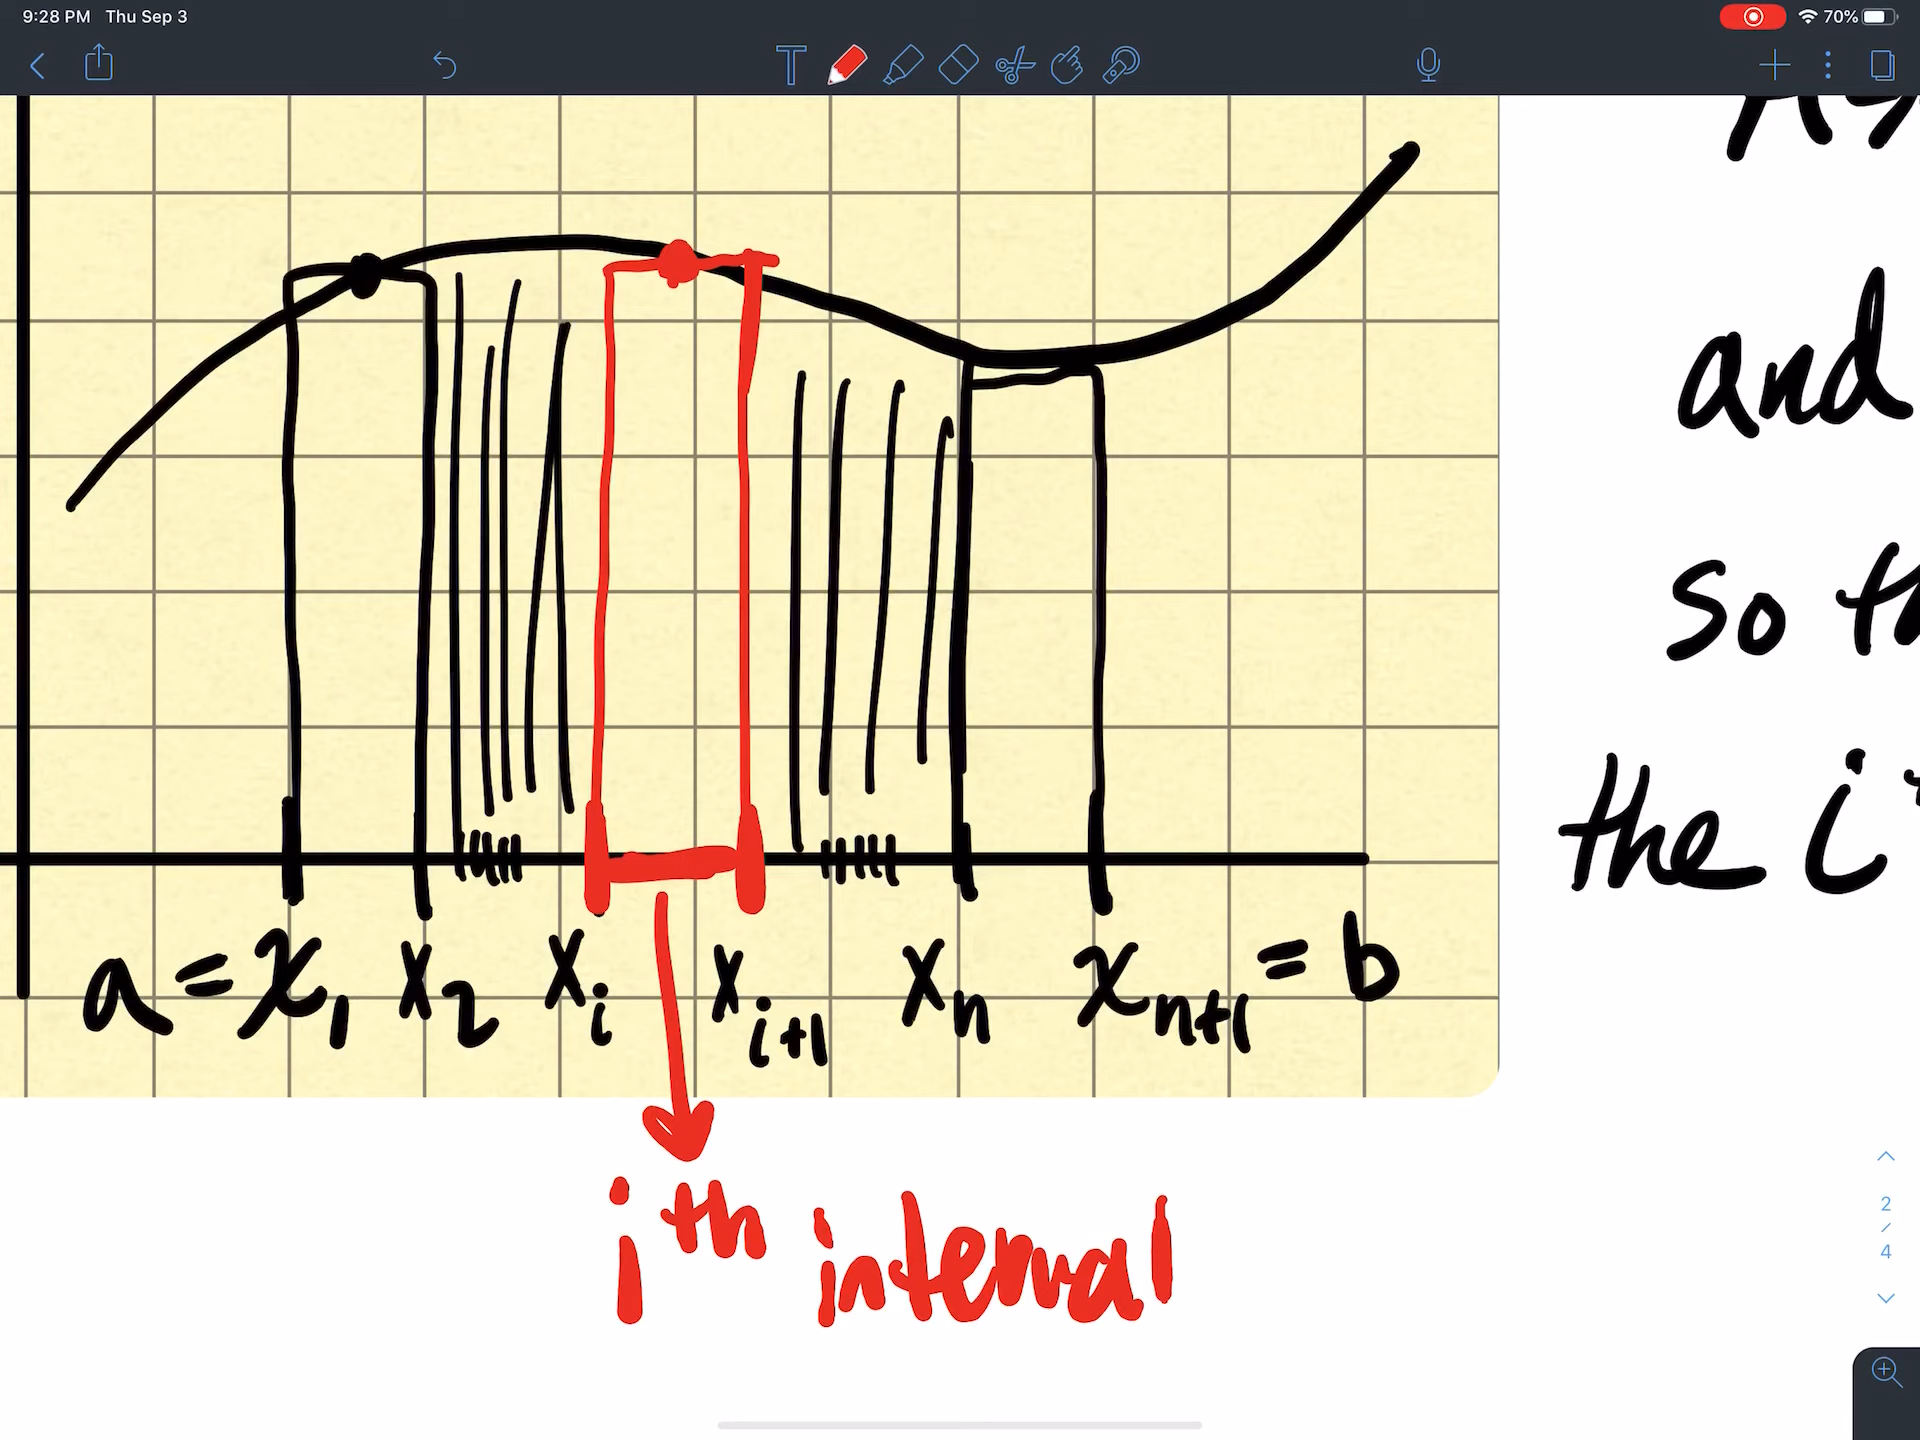 9:28 PM Thu Sep 3
70%
T
and
so
the i
a = x₁ x₂ xᵢ xᵢ₊₁ xₙ xₙ₊₁ = b
iᵗʰ interval
2
/
4